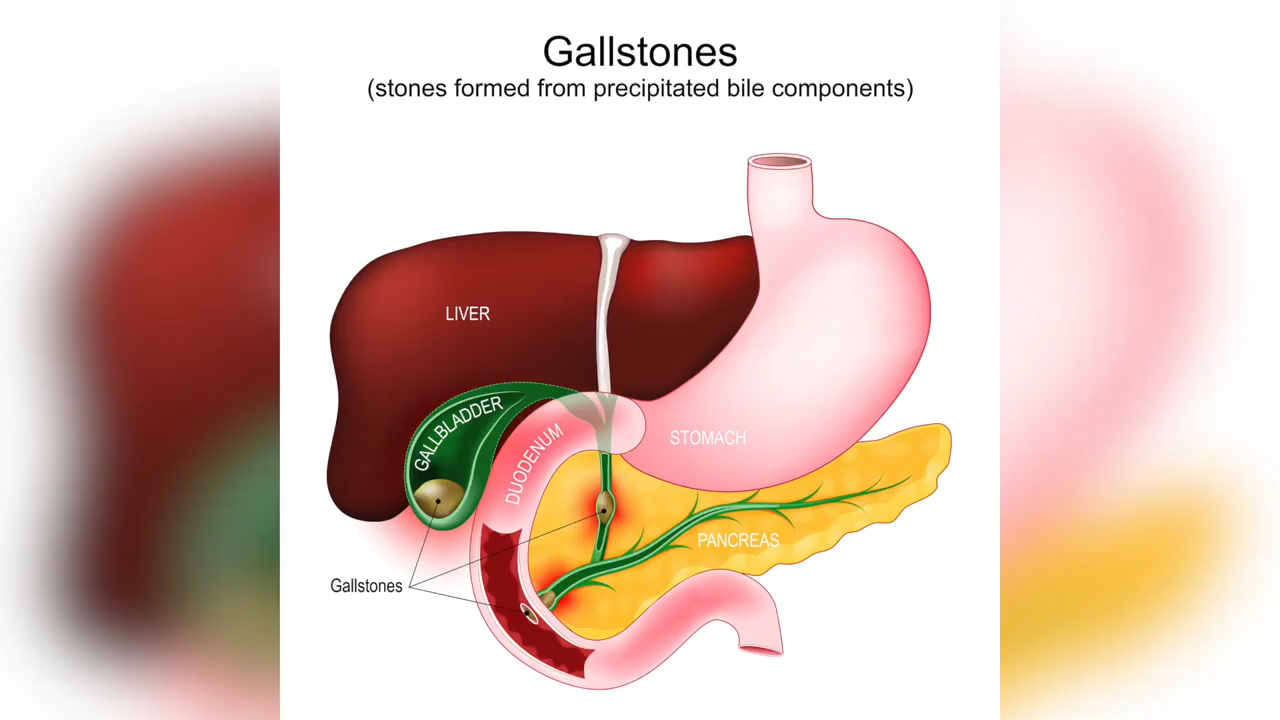 Gallstones
(stones formed from precipitated bile components)
LIVER
GALLBLADDER
DUODENUM
STOMACH
PANCREAS
Gallstones